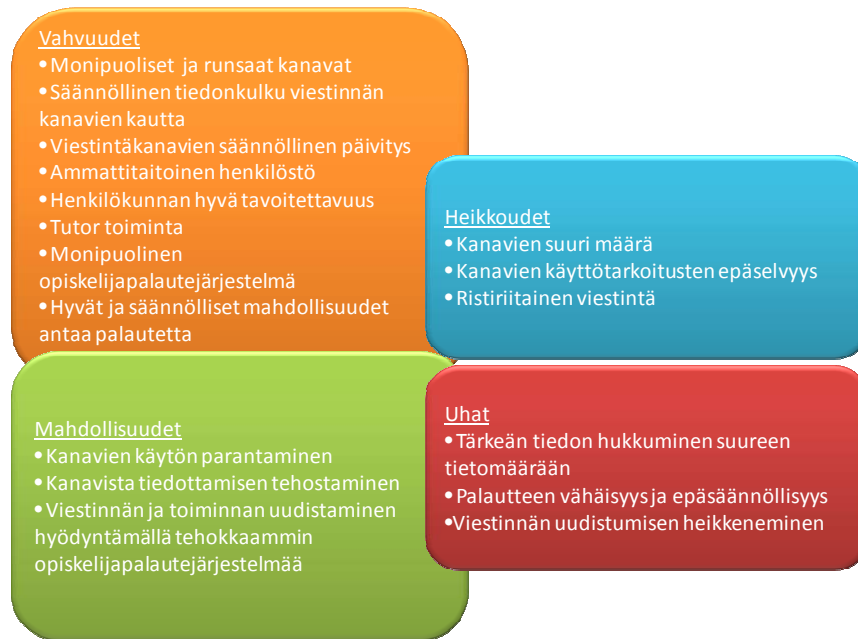 Vahvuudet
•Monipuoliset ja runsaat kanavat
•Säännöllinen tiedonkulku viestinnän
kanavien kautta
•Viestintäkanavien säännöllinen päivitys
•Ammattitaitoinen henkilöstö
•Henkilökunnan hyvä tavoitettavuus
•Tutor toiminta
•Monipuolinen
opiskelijapalautejärjestelmä
•Hyvät ja säännölliset mahdollisuudet
antaa palautetta
Heikkoudet
•Kanavien suuri määrä
•Kanavien käyttötarkoitusten epäselvyys
•Ristiriitainen viestintä
Mahdollisuudet
•Kanavien käytön parantaminen
•Kanavista tiedottamisen tehostaminen
•Viestinnän ja toiminnan uudistaminen
hyödyntämällä tehokkaammin
opiskelijapalautejärjestelmää
Uhat
•Tärkeän tiedon hukkuminen suureen
tietomäärään
•Palautteen vähäisyys ja epäsäännöllisyys
•Viestinnän uudistumisen heikkeneminen